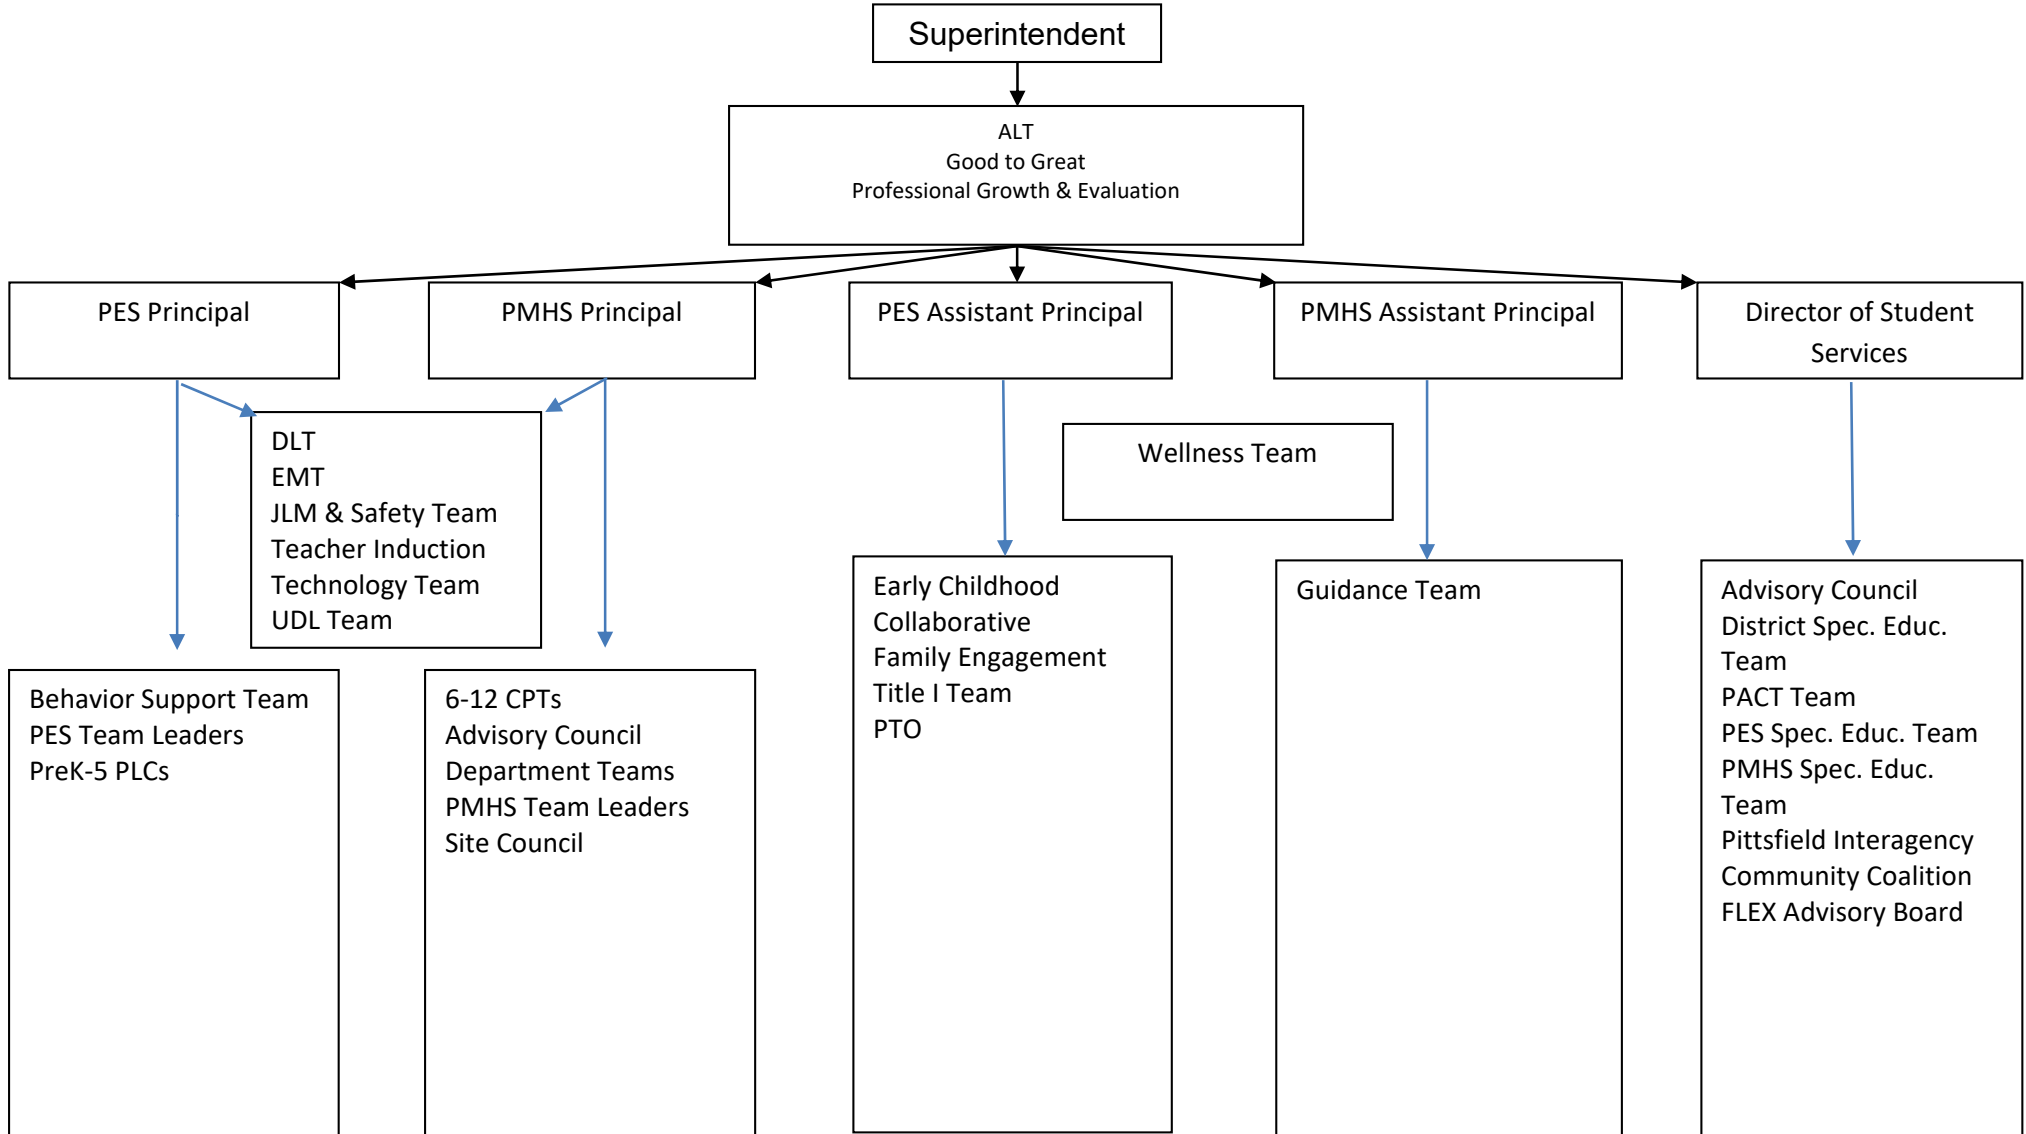 Superintendent
ALT
Good to Great
Professional Growth & Evaluation
PES Principal
PMHS Principal
PES Assistant Principal
PMHS Assistant Principal
Director of Student
Services
DLT
EMT
JLM & Safety Team
Teacher Induction
Technology Team
UDL Team
Wellness Team
Behavior Support Team
PES Team Leaders
PreK-5 PLCs
6-12 CPTs
Advisory Council
Department Teams
PMHS Team Leaders
Site Council
Early Childhood
Collaborative
Family Engagement
Title I Team
PTO
Guidance Team
Advisory Council
District Spec. Educ.
Team
PACT Team
PES Spec. Educ. Team
PMHS Spec. Educ.
Team
Pittsfield Interagency
Community Coalition
FLEX Advisory Board